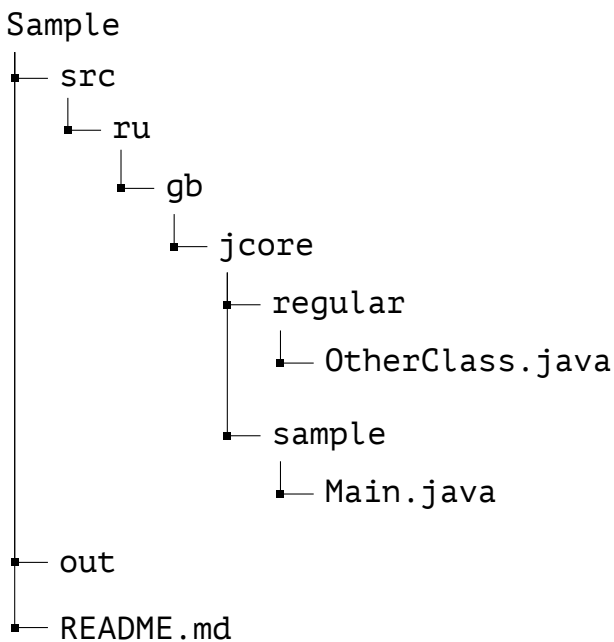 Sample
src
ru
gb
jcore
regular
OtherClass.java
sample
Main.java
out
README.md